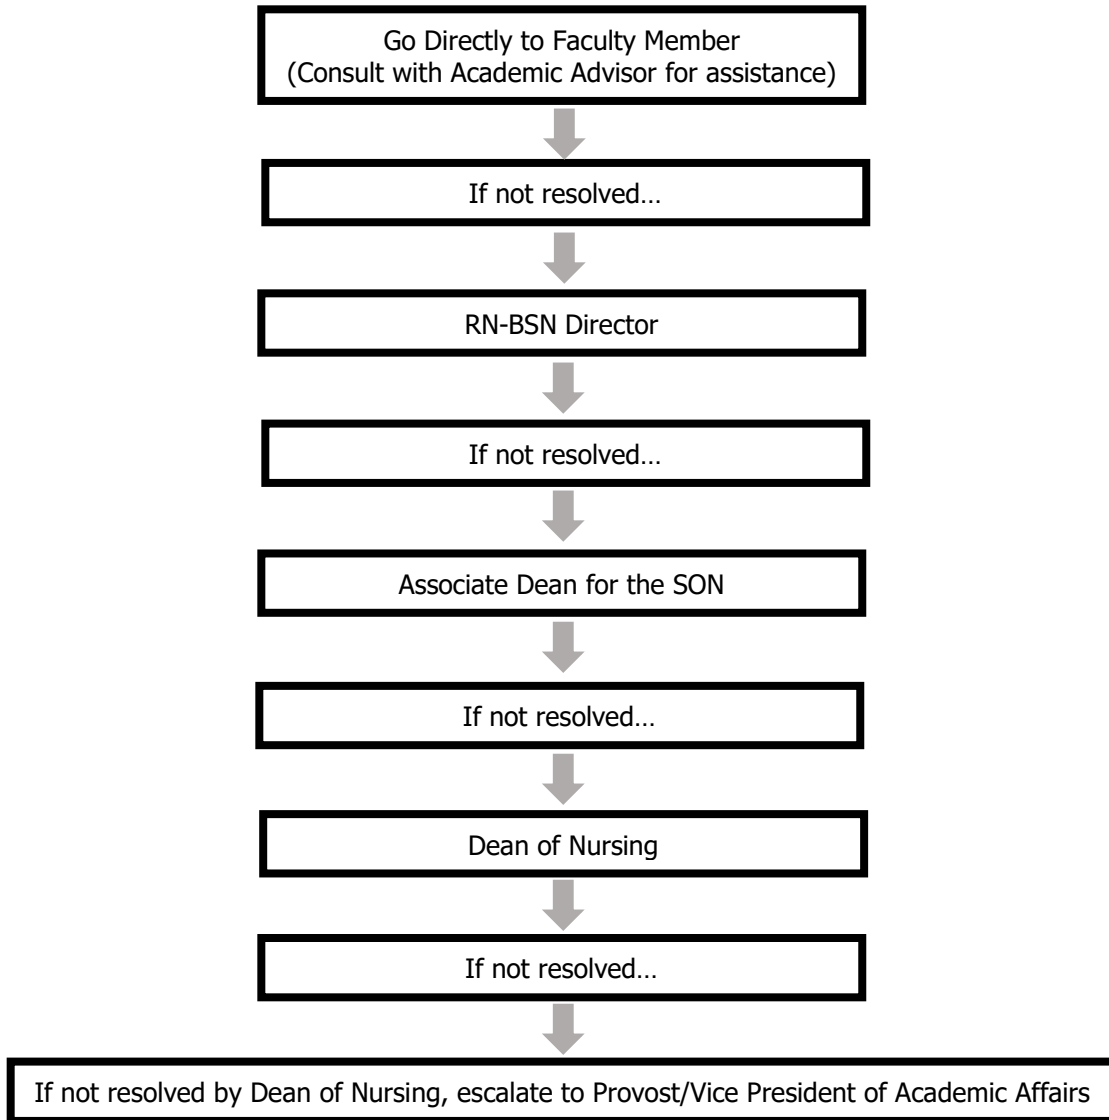 Go Directly to Faculty Member
(Consult with Academic Advisor for assistance)
If not resolved…
RN-BSN Director
If not resolved…
Associate Dean for the SON
If not resolved…
Dean of Nursing
If not resolved…
If not resolved by Dean of Nursing, escalate to Provost/Vice President of Academic Affairs